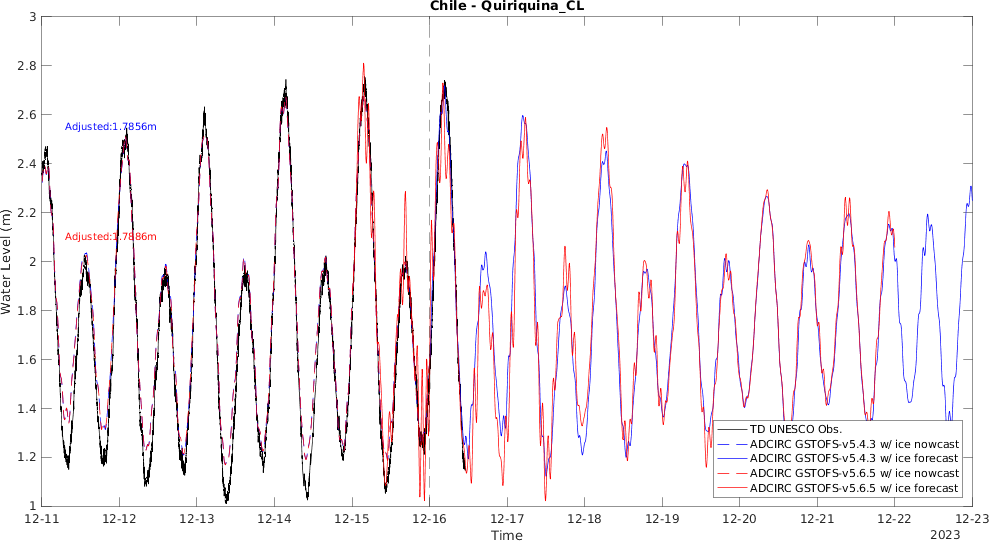 Chile - Quiriquina_CL
3
2.8
2.6
2.4
2.2
2
1.8
1.6
1.4
1.2
1
Water Level (m)
Adjusted:1.7856m
Adjusted:1.7886m
TD UNESCO Obs.
ADCIRC GSTOFS-v5.4.3 w/ ice nowcast
ADCIRC GSTOFS-v5.4.3 w/ ice forecast
ADCIRC GSTOFS-v5.6.5 w/ ice nowcast
ADCIRC GSTOFS-v5.6.5 w/ ice forecast
12-11 12-12 12-13 12-14 12-15 12-16 12-17 12-18 12-19 12-20 12-21 12-22 12-23
Time
2023